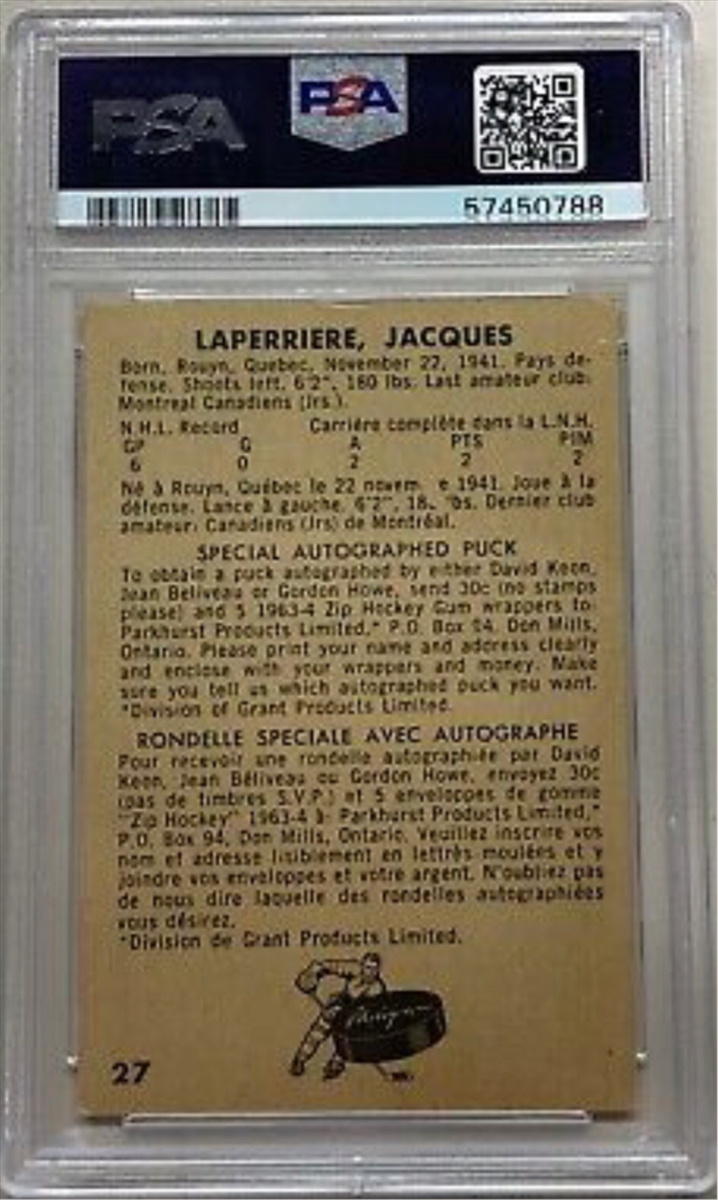 PSA PSA
57450788
LAPERRIERE, JACQUES
Born, Rouyn, Quebec, November 22, 1941. Pays de-
fense. Shoots left, 6'2", 180 lbs. Last amateur club:
Montreal Canadiens (Jrs.).
N.H.L. Record Carrière complète dans la L.N.H.
GP G A PTS PIM
6 0 2 2 2
Né à Rouyn, Québec le 22 novem e 1941. Joue à la
défense. Lance à gauche. 6'2", 18 bs. Dernier club
amateur: Canadiens (Jrs) de Montréal.
SPECIAL AUTOGRAPHED PUCK
To obtain a puck autographed by either David Keon,
Jean Beliveau or Gordon Howe, send 30c (no stamps
please) and 5 1963-4 Zip Hockey Gum wrappers to:
Parkhurst Products Limited,* P.O. Box 94, Don Mills,
Ontario. Please print your name and address clearly
and enclose with your wrappers and money. Make
sure you tell us which autographed puck you want.
*Division of Grant Products Limited.
RONDELLE SPECIALE AVEC AUTOGRAPHE
Pour recevoir une rondelle autographiée par David
Keon, Jean Béliveau ou Gordon Howe, envoyez 30c
(pas de timbres S.V.P.) et 5 enveloppes de gomme
"Zip Hockey" 1963-4 à: Parkhurst Products Limited,*
P.O. Box 94, Don Mills, Ontario. Veuillez inscrire vos
nom et adresse lisiblement en lettrès moulées et y
joindre vos enveloppes et votre argent. N'oubliez pas
de nous dire laquelle des rondelles autographiées
vous désirez.
*Division de Grant Products Limited.
27